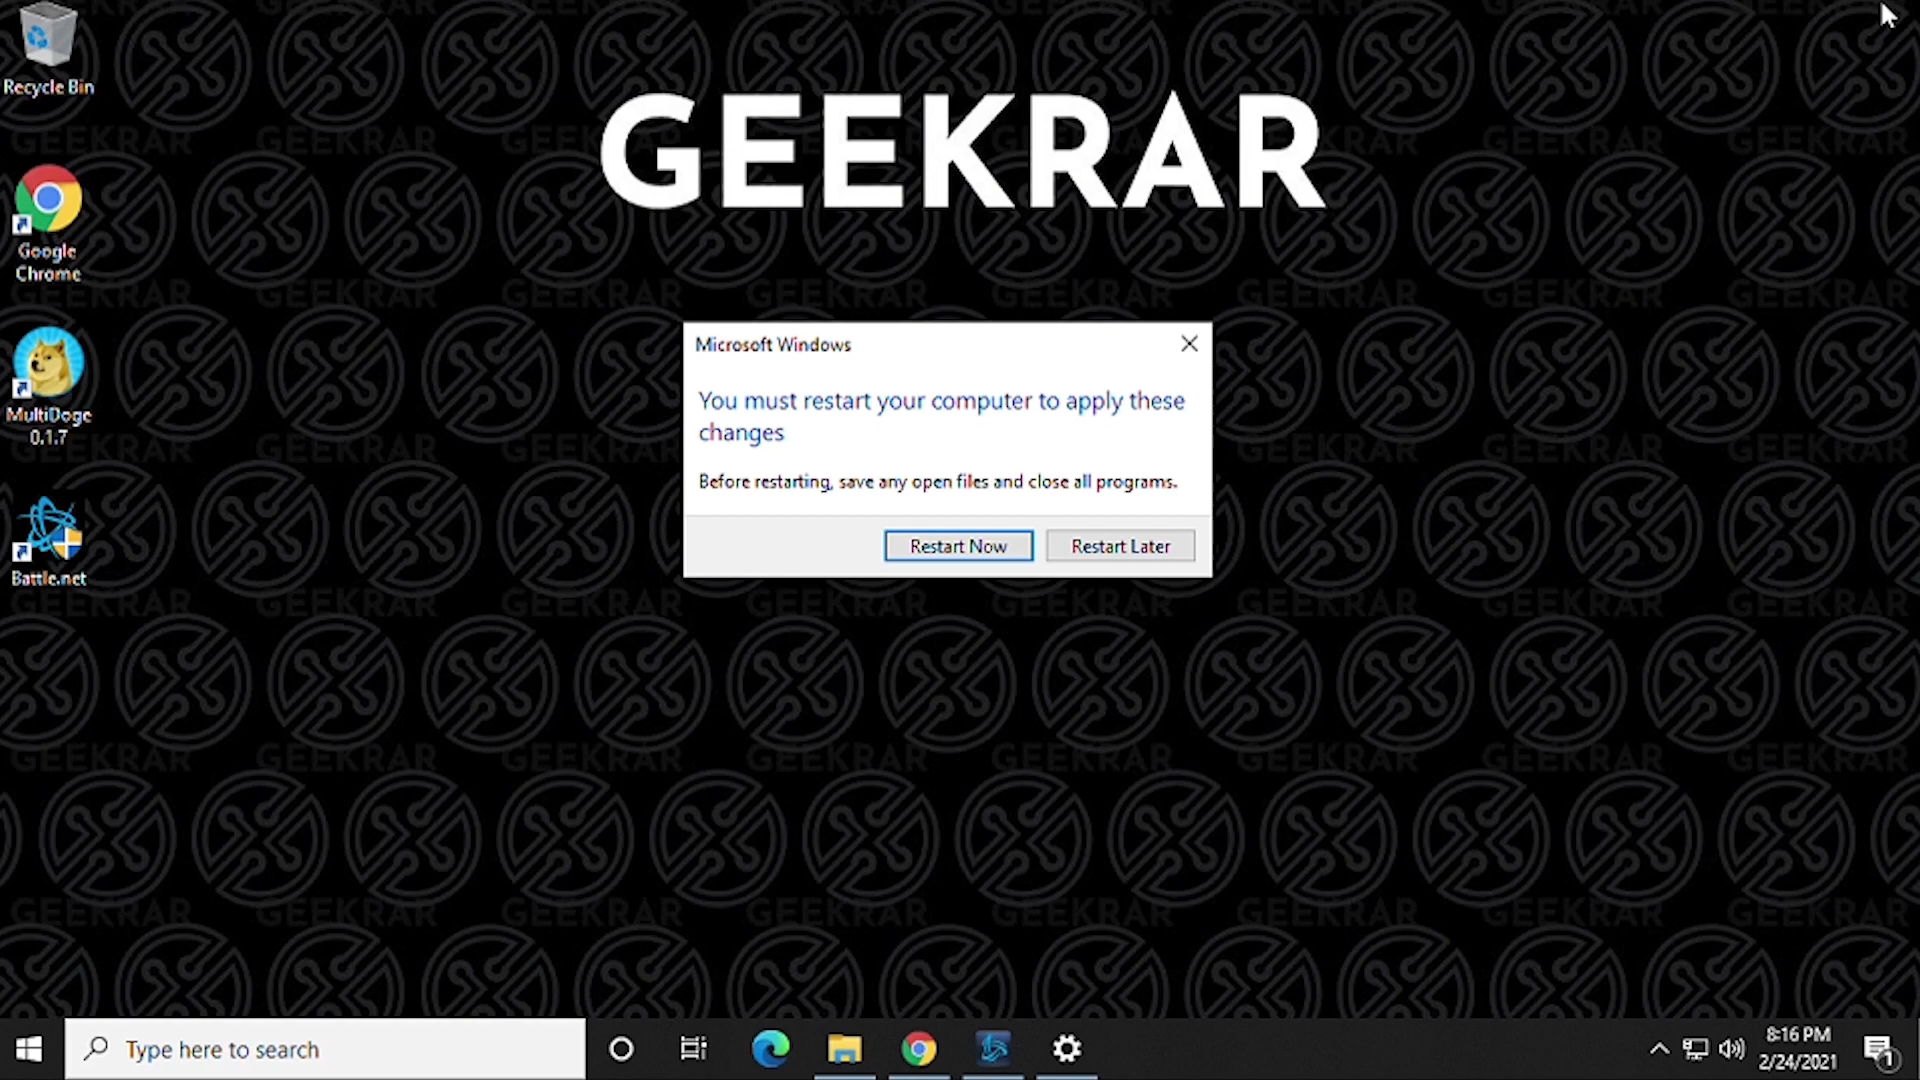 Recycle Bin
Google
Chrome
MultiDoge
0.1.7
Battle.net
GEEKRAR
Microsoft Windows
You must restart your computer to apply these
changes
Before restarting, save any open files and close all programs.
Restart Now
Restart Later
Type here to search
8:16 PM
2/24/2021
1